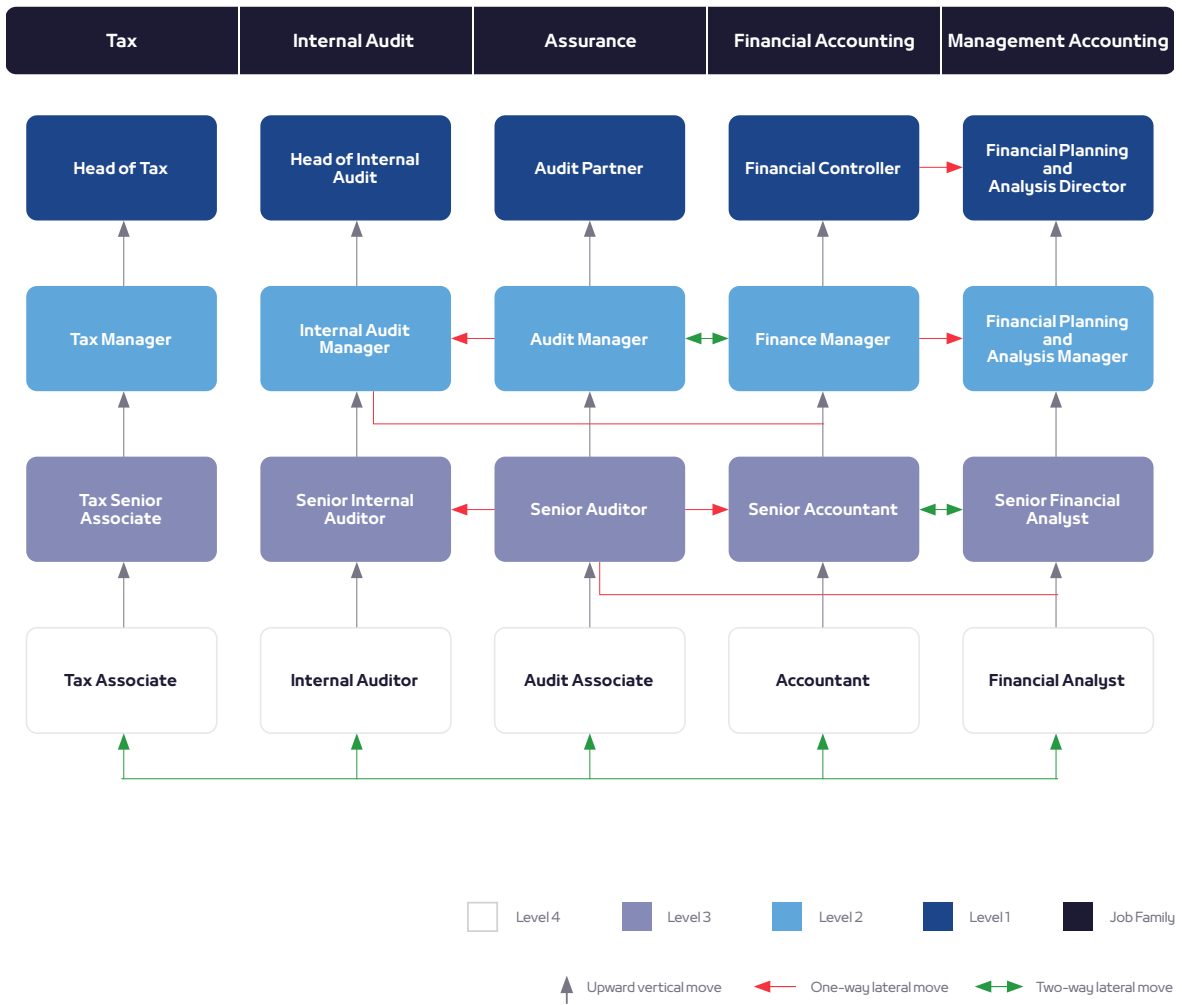 Tax
Internal Audit
Assurance
Financial Accounting
Management Accounting
Head of Tax
Head of Internal
Audit
Audit Partner
Financial Controller
Financial Planning
and
Analysis Director
Tax Manager
Internal Audit
Manager
Audit Manager
Finance Manager
Financial Planning
and
Analysis Manager
Tax Senior
Associate
Senior Internal
Auditor
Senior Auditor
Senior Accountant
Senior Financial
Analyst
Tax Associate
Internal Auditor
Audit Associate
Accountant
Financial Analyst
Level 4
Level 3
Level 2
Level 1
Job Family
Upward vertical move
One-way lateral move
Two-way lateral move